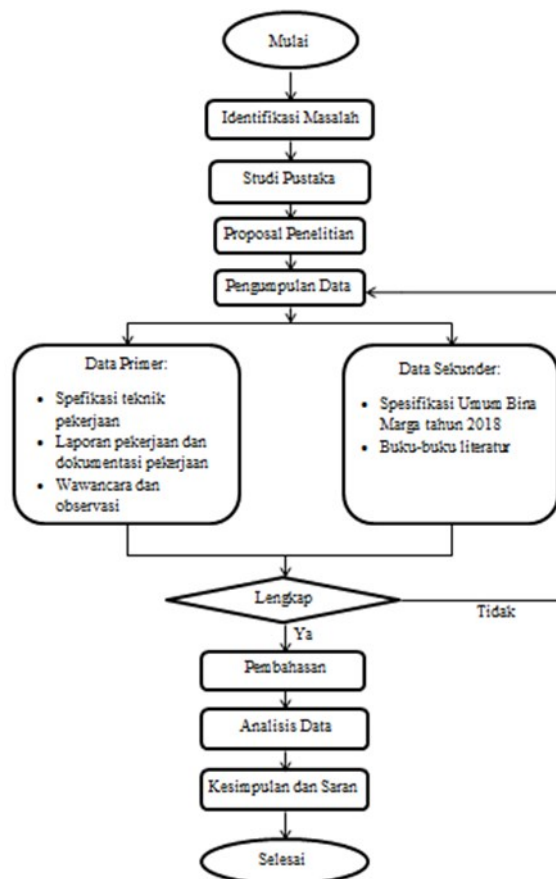 Mulai
Identifikasi Masalah
Studi Pustaka
Proposal Penelitian
Pengumpulan Data
Data Primer:
• Spefikasi teknik
pekerjaan
• Laporan pekerjaan dan
dokumentasi pekerjaan
• Wawancara dan
observasi
Data Sekunder:
• Spesifikasi Umum Bina
Marga tahun 2018
• Buku-buku literatur
Lengkap
Tidak
Ya
Pembahasan
Analisis Data
Kesimpulan dan Saran
Selesai